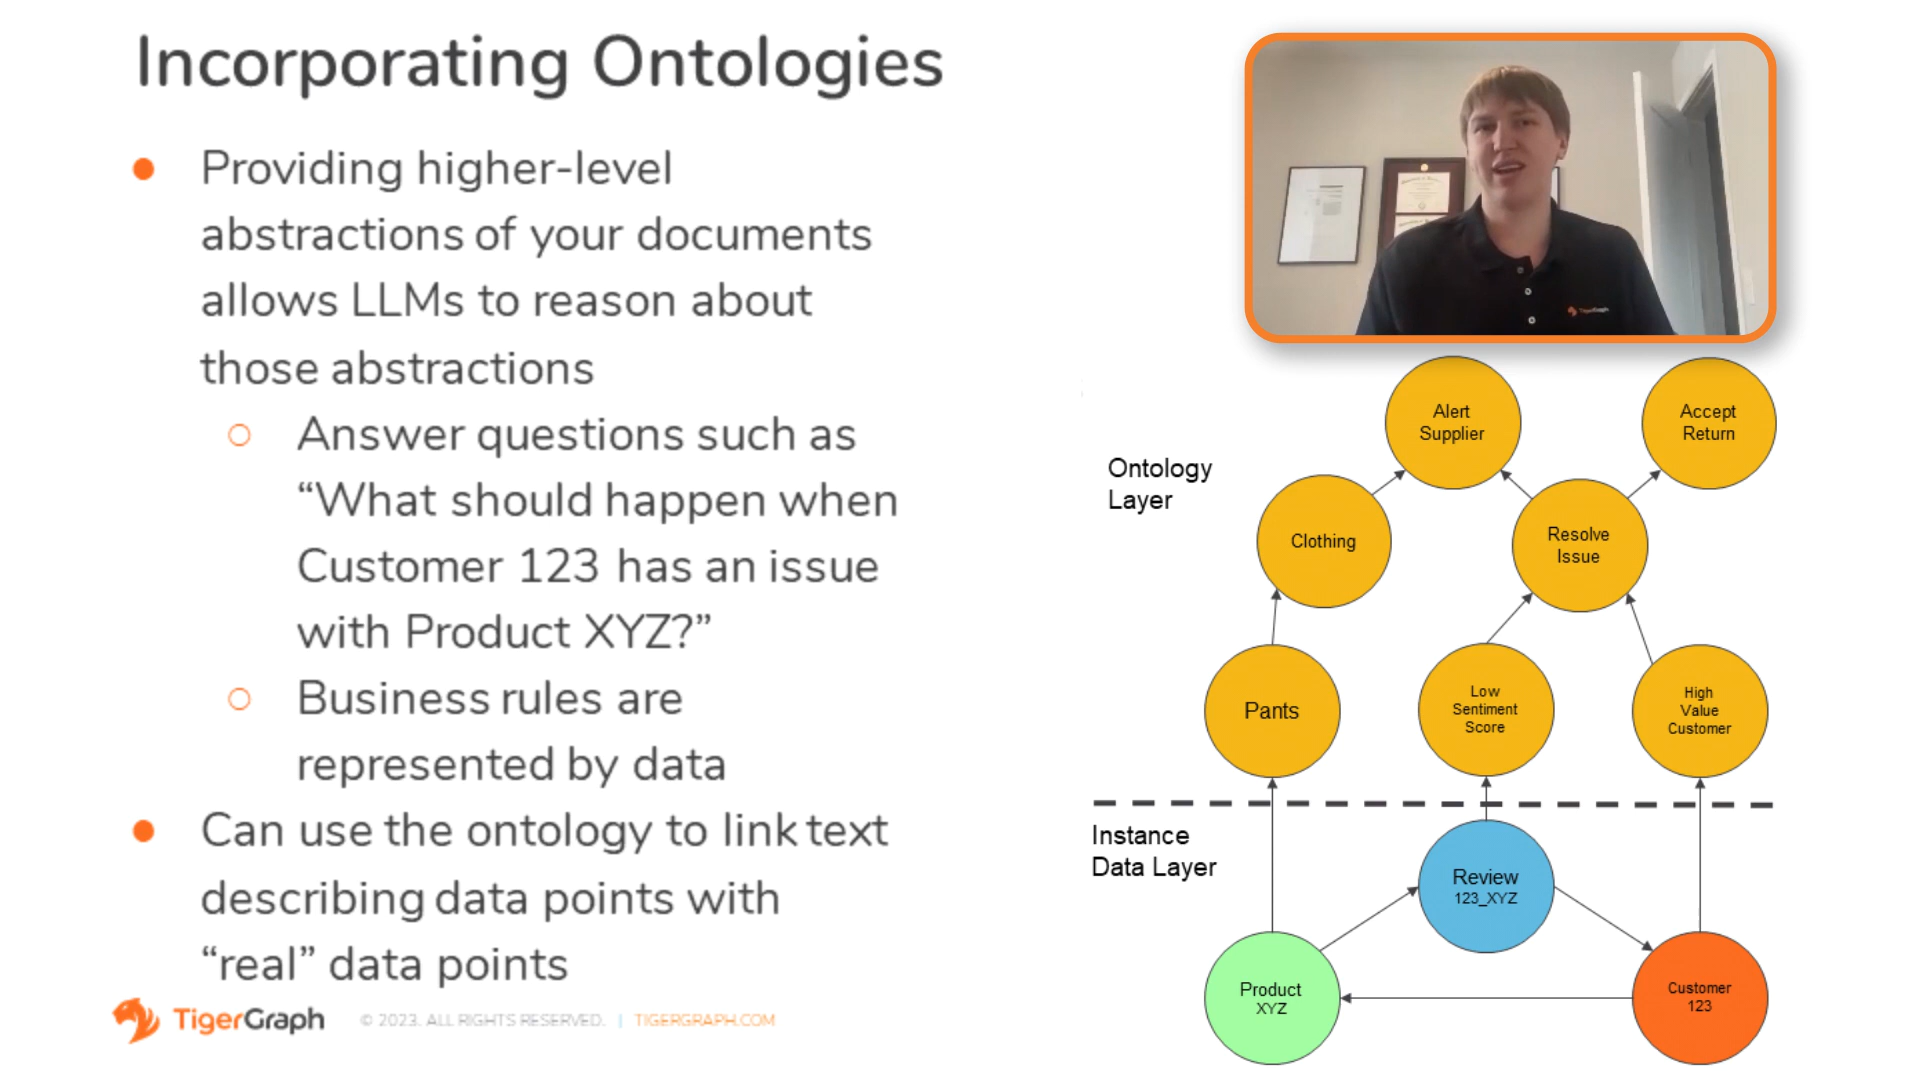 Incorporating Ontologies
Providing higher-level
abstractions of your documents
allows LLMs to reason about
those abstractions
Answer questions such as
“What should happen when
Customer 123 has an issue
with Product XYZ?”
Business rules are
represented by data
Can use the ontology to link text
describing data points with
“real” data points
TigerGraph
© 2023. ALL RIGHTS RESERVED. | TIGERGRAPH.COM
TigerGraph
Alert
Supplier
Accept
Return
Ontology
Layer
Clothing
Resolve
Issue
Pants
Low
Sentiment
Score
High
Value
Customer
Instance
Data Layer
Review
123_XYZ
Product
XYZ
Customer
123